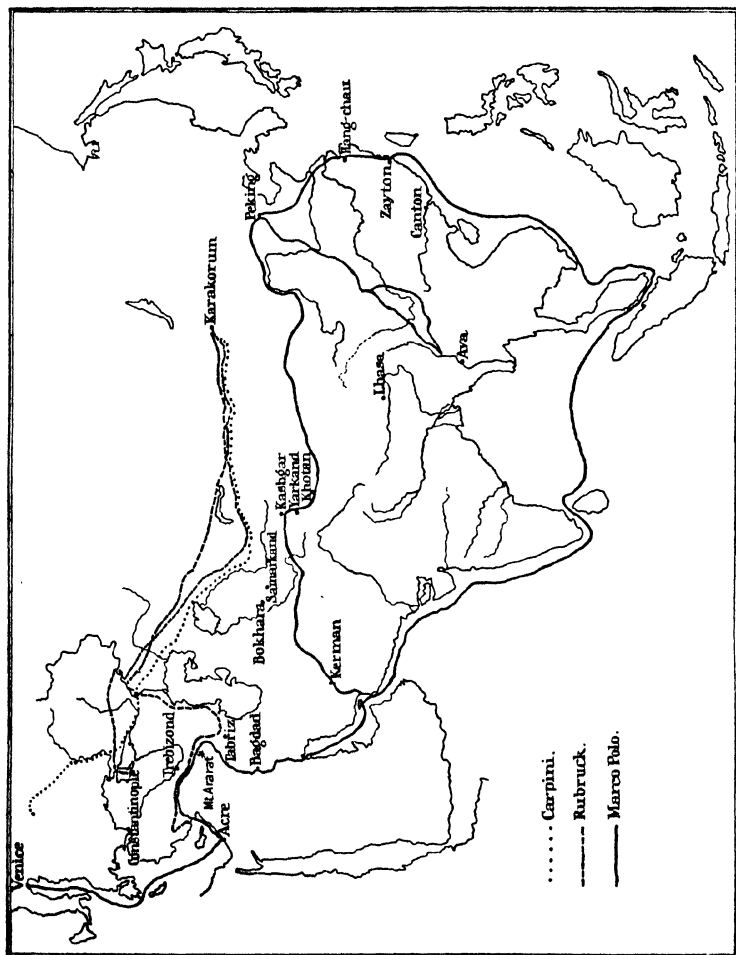 Venice
Constantinople
Trebizond
Mt. Ararat
Acre
Tabriz
Bagdad
Bokhara
Samarkand
Kerman
Kashgar
Yarkand
Khotan
Karakorum
Lhasa
Ava
Peking
Hang-chau
Zayton
Canton
Carpini.
Rubruck.
Marco Polo.